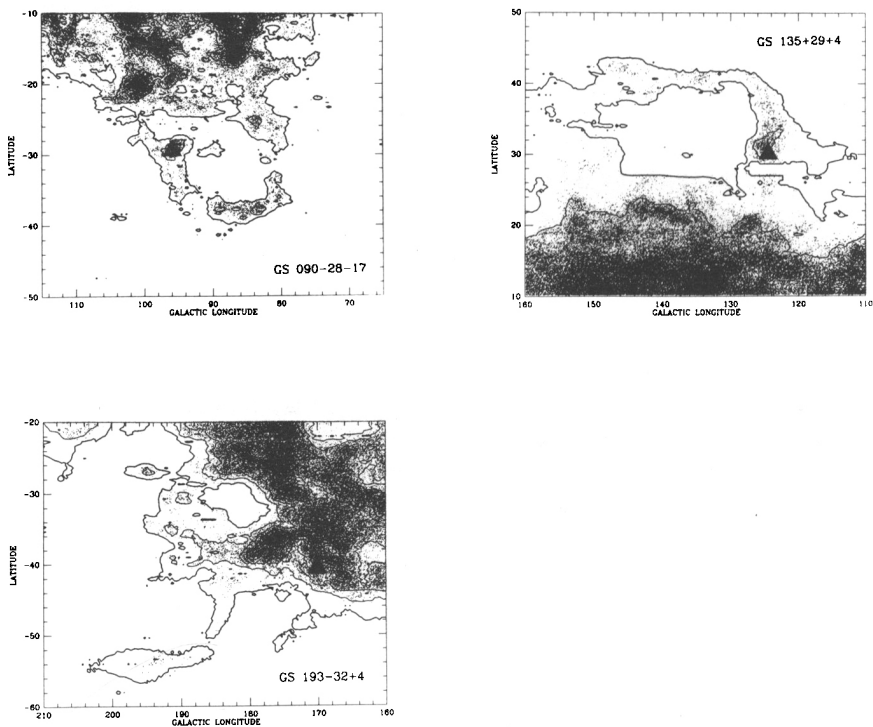 -10
-20
-30
-40
-50
LATITUDE
GS 090-28-17
110 100 90 80 70
GALACTIC LONGITUDE
50
40
30
20
10
LATITUDE
GS 135+29+4
160 150 140 130 120 110
GALACTIC LONGITUDE
-20
-30
-40
-50
-60
LATITUDE
GS 193-32+4
210 200 190 180 170 160
GALACTIC LONGITUDE